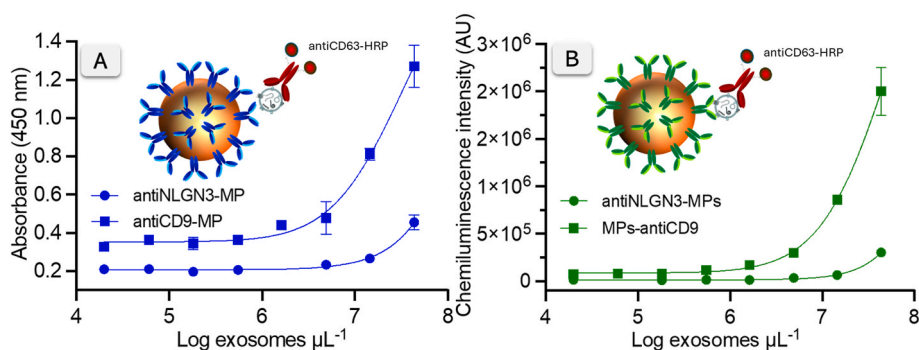 A
antiCD63-HRP
Absorbance (450 nm)
1.4
1.2
1.0
0.8
0.6
0.4
0.2
antiNLGN3-MP
antiCD9-MP
4 5 6 7 8
Log exosomes µL⁻¹
B
antiCD63-HRP
Chemiluminescence intensity (AU)
3×10⁶
2×10⁶
2×10⁶
1×10⁶
5×10⁵
0
antiNLGN3-MPs
MPs-antiCD9
4 5 6 7 8
Log exosomes µL⁻¹